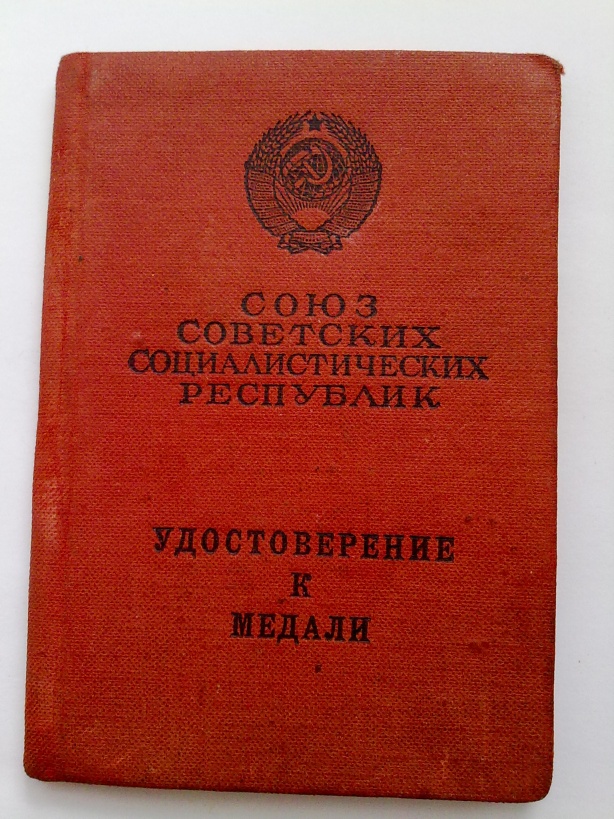 СОЮЗ
СОВЕТСКИХ
СОЦИАЛИСТИЧЕСКИХ
РЕСПУБЛИК
УДОСТОВЕРЕНИЕ
К
МЕДАЛИ